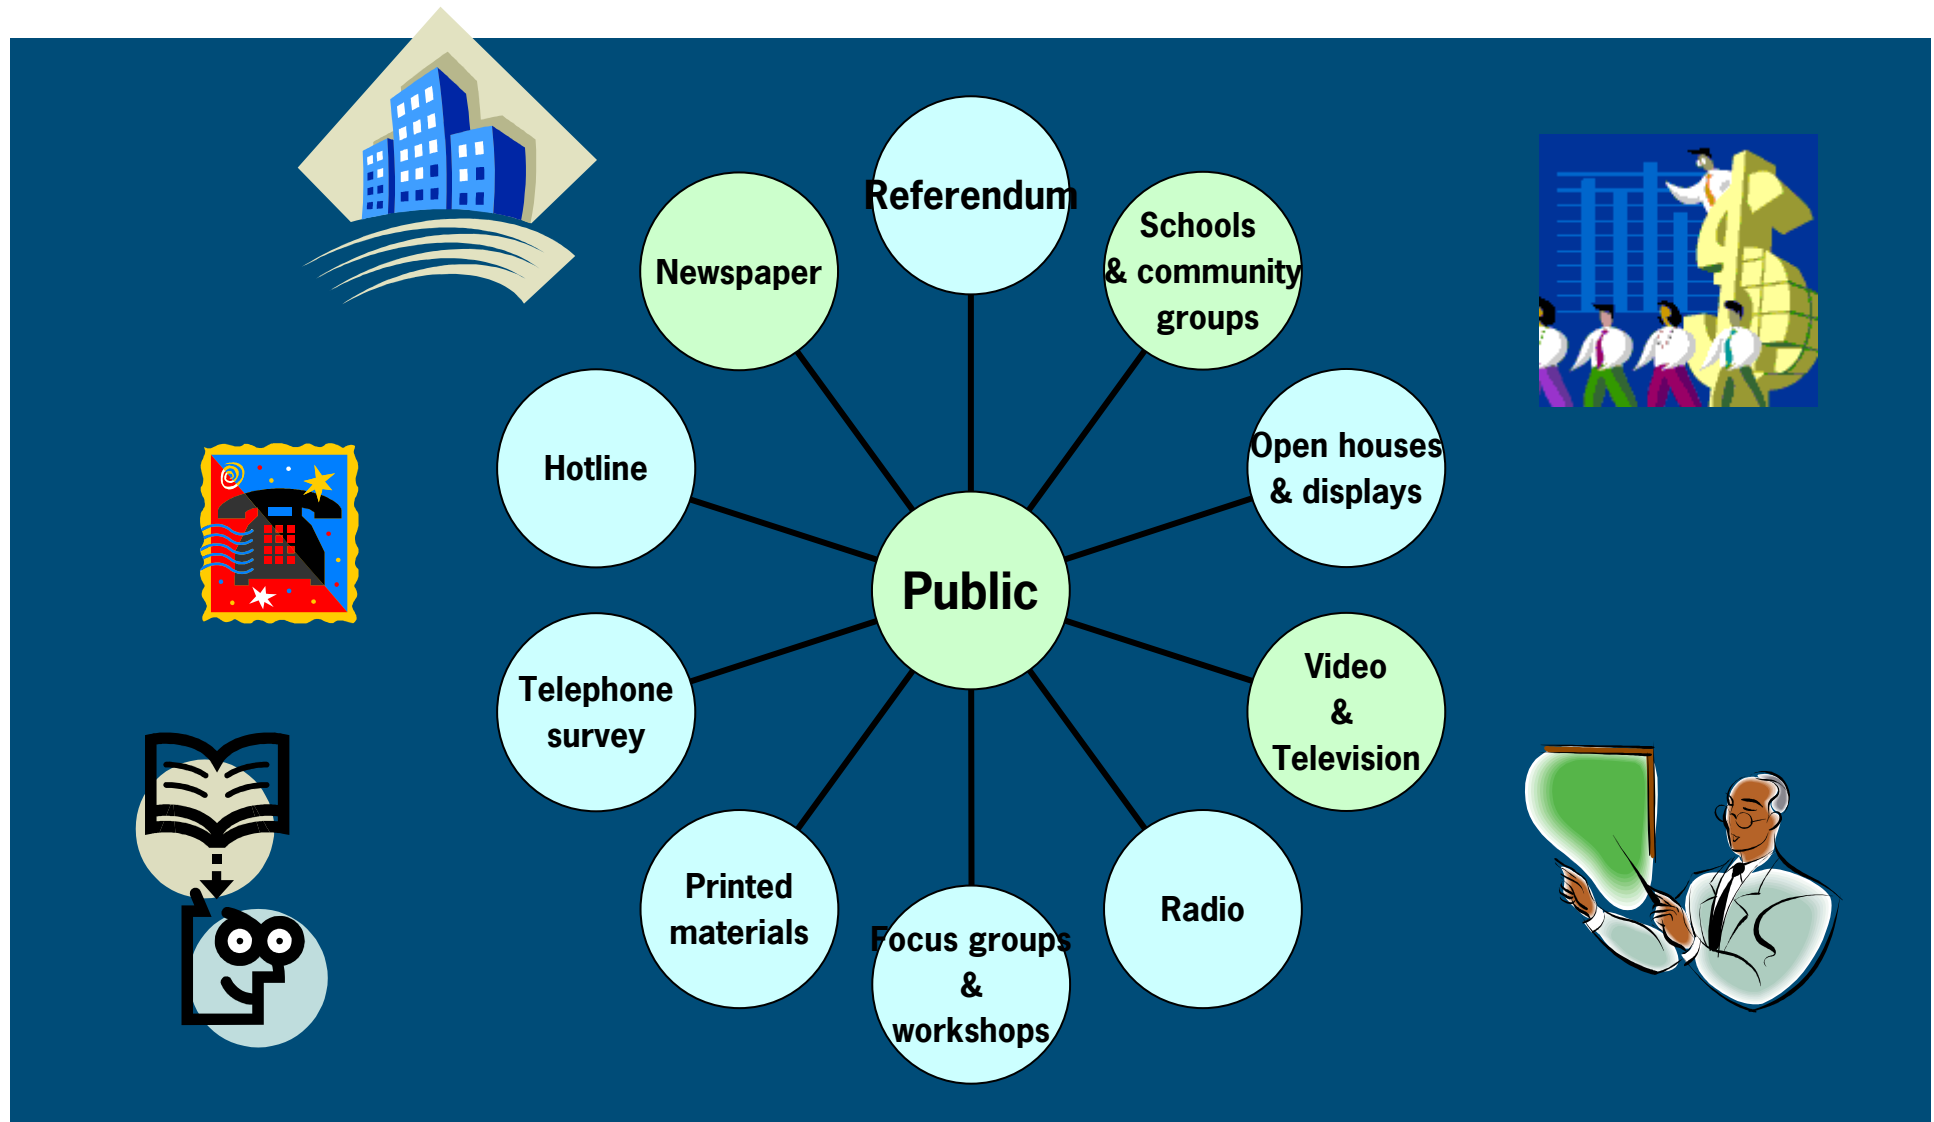 Referendum
Schools
& community
groups
Open houses
& displays
Video
&
Television
Radio
Focus groups
&
workshops
Printed
materials
Telephone
survey
Hotline
Newspaper
Public